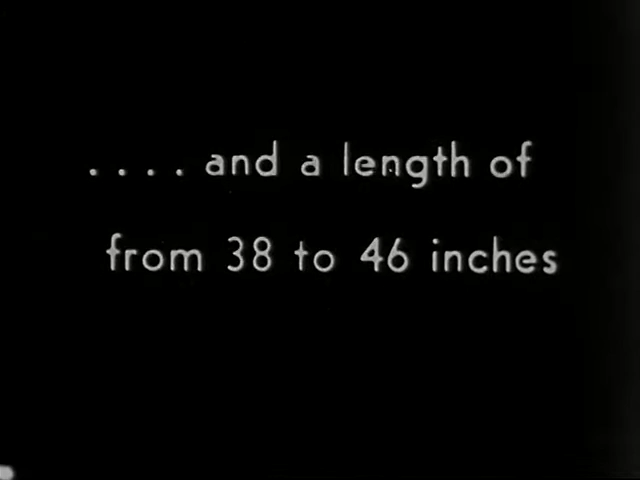 .... and a length of
from 38 to 46 inches